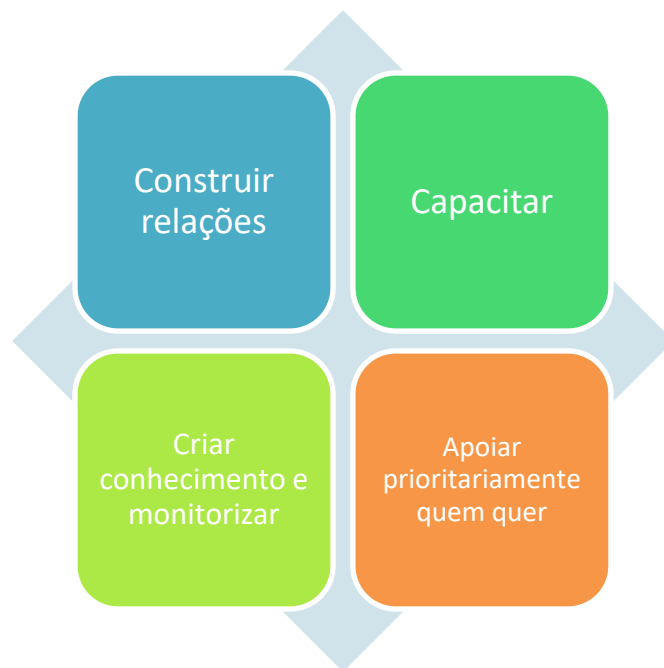 Construir
relações
Capacitar
Criar
conhecimento e
monitorizar
Apoiar
prioritariamente
quem quer